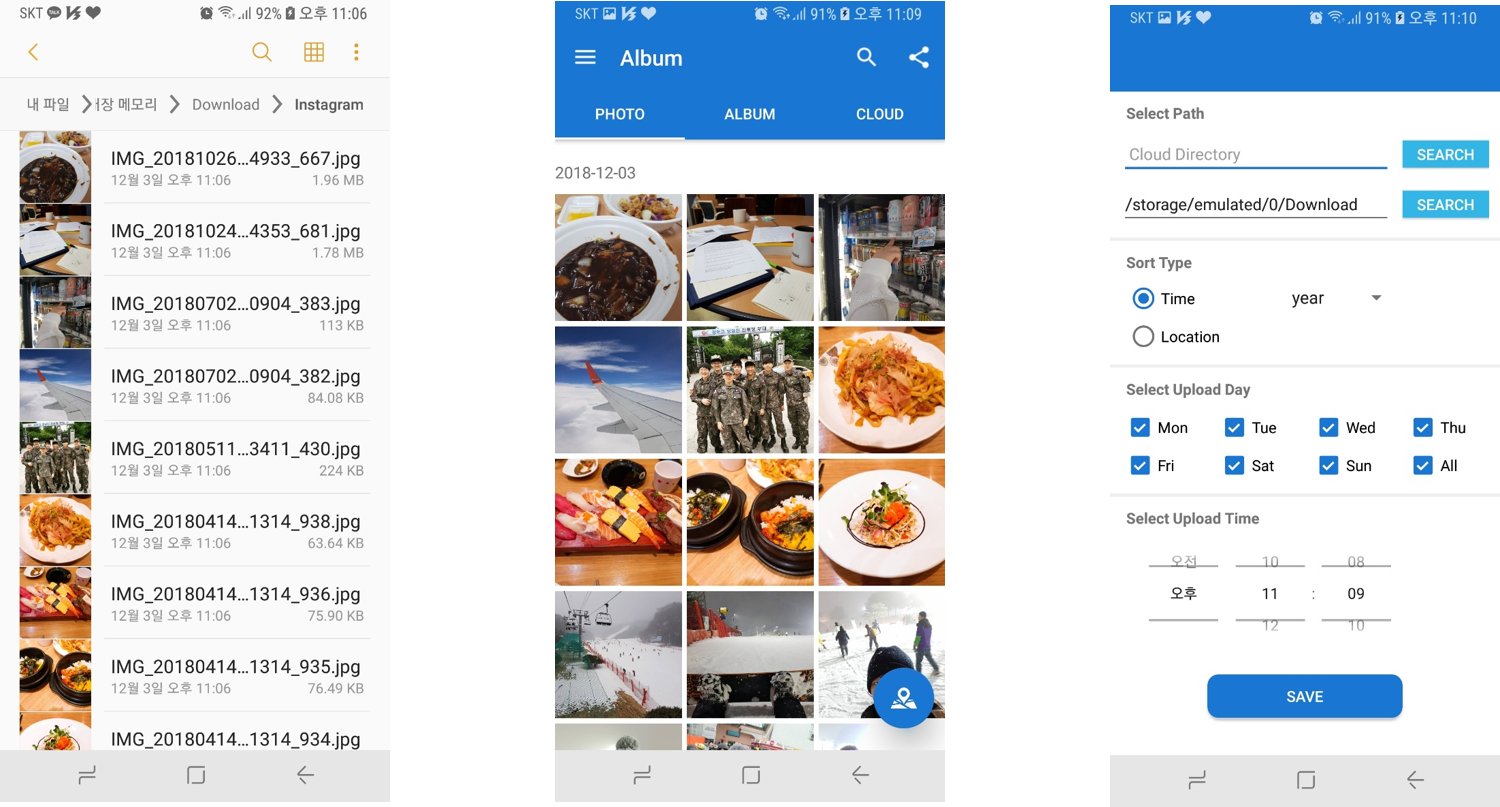 SKT 92% 오후 11:06
내 파일 장 메모리 Download Instagram
IMG_20181026...4933_667.jpg
12월 3일 오후 11:06 1.96 MB
IMG_20181024...4353_681.jpg
12월 3일 오후 11:06 1.78 MB
IMG_20180702...0904_383.jpg
12월 3일 오후 11:06 113 KB
IMG_20180702...0904_382.jpg
12월 3일 오후 11:06 84.08 KB
IMG_20180511...3411_430.jpg
12월 3일 오후 11:06 224 KB
IMG_20180414...1314_938.jpg
12월 3일 오후 11:06 63.64 KB
IMG_20180414...1314_936.jpg
12월 3일 오후 11:06 75.90 KB
IMG_20180414...1314_935.jpg
12월 3일 오후 11:06 76.49 KB
IMG_20180414...1314_934.jpg
SKT 91% 오후 11:09
Album
PHOTO ALBUM CLOUD
2018-12-03
SKT 91% 오후 11:10
Select Path
Cloud Directory SEARCH
/storage/emulated/0/Download SEARCH
Sort Type
Time year
Location
Select Upload Day
Mon Tue Wed Thu
Fri Sat Sun All
Select Upload Time
오전 10 08
오후 11 : 09
12 10
SAVE